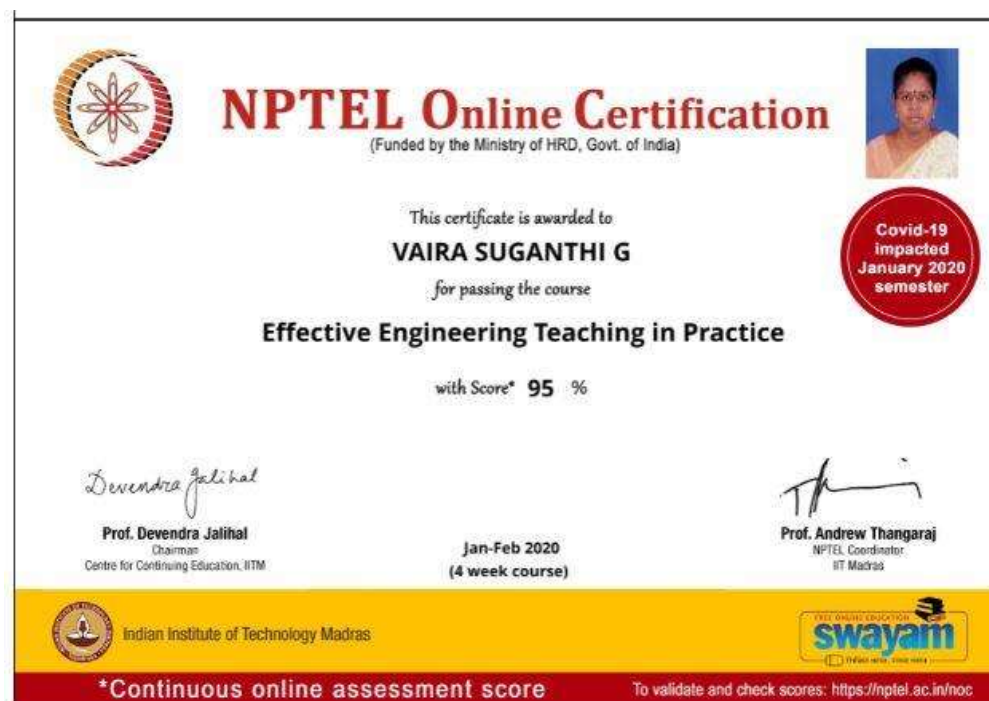 NPTEL Online Certification
(Funded by the Ministry of HRD, Govt. of India)
This certificate is awarded to
VAIRA SUGANTHI G
for passing the course
Effective Engineering Teaching in Practice
with Score* 95 %
Covid-19
impacted
January 2020
semester
Devendra Jalihal
Prof. Devendra Jalihal
Chairman
Centre for Continuing Education, IITM
Jan-Feb 2020
(4 week course)
Prof. Andrew Thangaraj
NPTEL Coordinator
IIT Madras
Indian Institute of Technology Madras
FREE ONLINE EDUCATION
swayam
*Continuous online assessment score
To validate and check scores: https://nptel.ac.in/noc